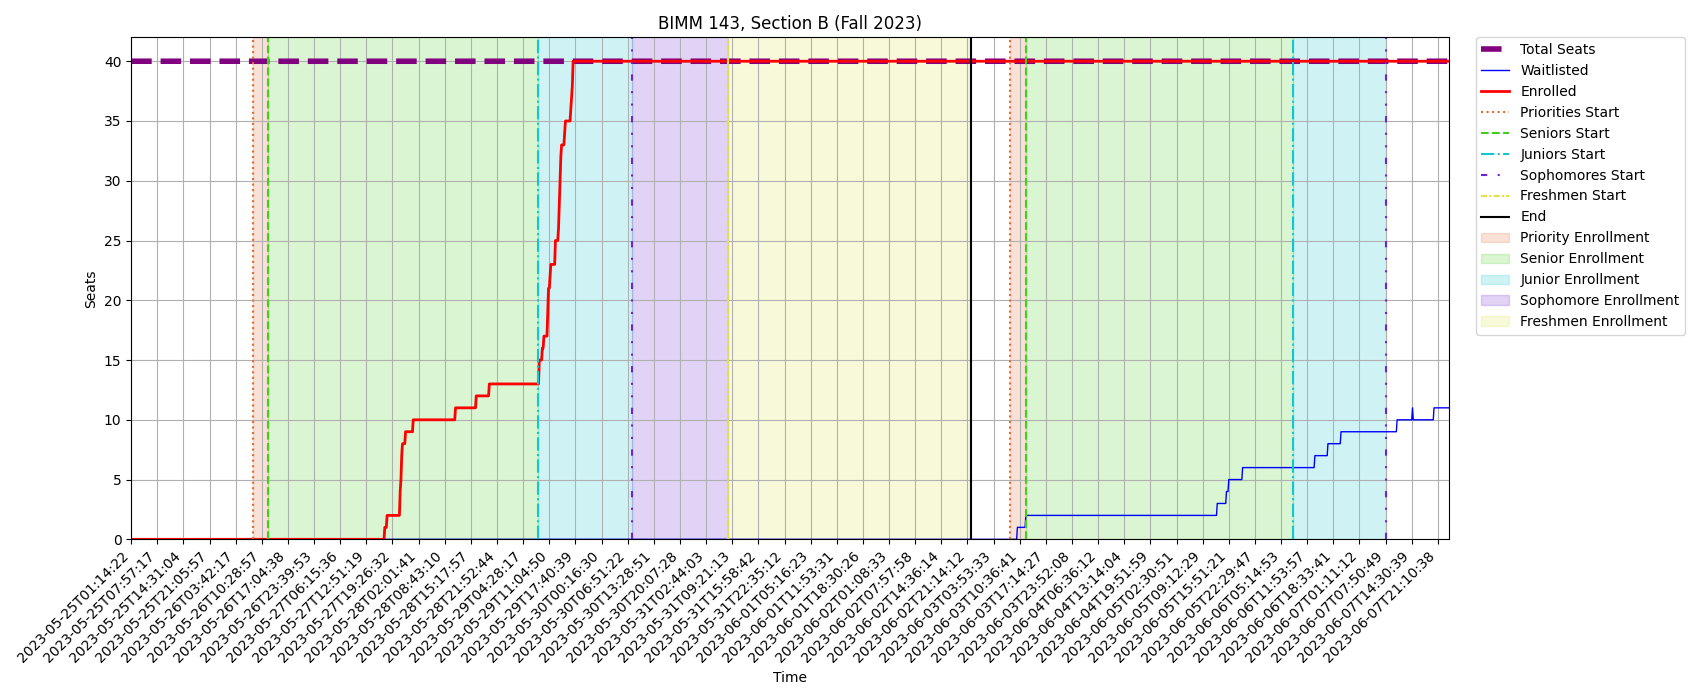 BIMM 143, Section B (Fall 2023)
Seats
40
35
30
25
20
15
10
5
0
2023-05-25T01:14:22
2023-05-25T07:57:17
2023-05-25T14:31:04
2023-05-25T21:05:57
2023-05-26T03:42:17
2023-05-26T10:28:57
2023-05-26T17:04:38
2023-05-26T23:39:53
2023-05-27T06:15:36
2023-05-27T12:51:19
2023-05-27T19:26:32
2023-05-28T02:01:41
2023-05-28T08:43:10
2023-05-28T15:17:57
2023-05-28T21:52:44
2023-05-29T04:28:17
2023-05-29T11:04:50
2023-05-29T17:40:39
2023-05-30T00:16:30
2023-05-30T06:51:22
2023-05-30T13:28:51
2023-05-30T20:07:28
2023-05-31T02:44:03
2023-05-31T09:21:13
2023-05-31T15:58:42
2023-05-31T22:35:12
2023-06-01T05:16:23
2023-06-01T11:53:31
2023-06-01T18:30:26
2023-06-02T01:08:33
2023-06-02T07:57:58
2023-06-02T14:36:14
2023-06-02T21:14:12
2023-06-03T03:53:33
2023-06-03T10:36:41
2023-06-03T17:14:27
2023-06-03T23:52:08
2023-06-04T06:36:12
2023-06-04T13:14:04
2023-06-04T19:51:59
2023-06-05T02:30:51
2023-06-05T09:12:29
2023-06-05T15:51:21
2023-06-05T22:29:47
2023-06-06T05:14:53
2023-06-06T11:53:57
2023-06-06T18:33:41
2023-06-07T01:11:12
2023-06-07T07:50:49
2023-06-07T14:30:39
2023-06-07T21:10:38
Time
Total Seats
Waitlisted
Enrolled
Priorities Start
Seniors Start
Juniors Start
Sophomores Start
Freshmen Start
End
Priority Enrollment
Senior Enrollment
Junior Enrollment
Sophomore Enrollment
Freshmen Enrollment